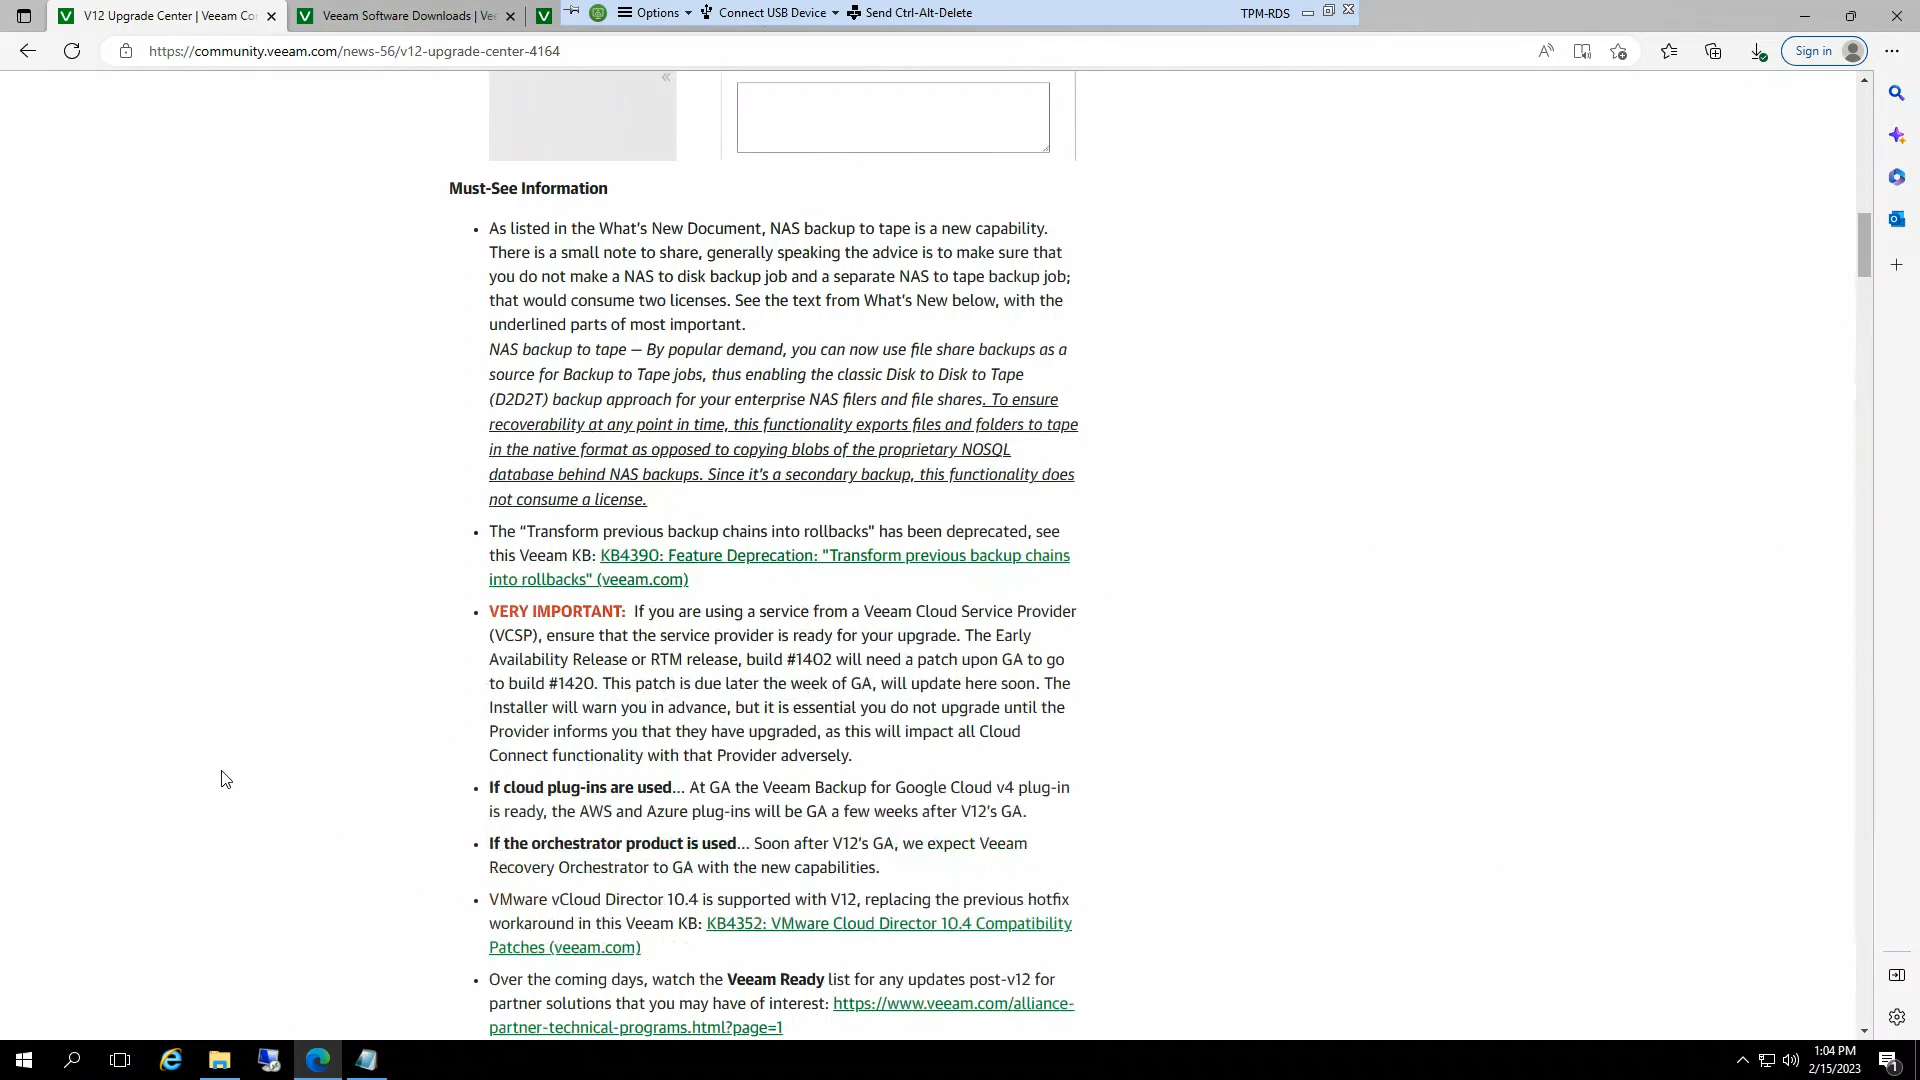 V12 Upgrade Center | Veeam Co
Veeam Software Downloads | Ve
Options
Connect USB Device
Send Ctrl-Alt-Delete
TPM-RDS
https://community.veeam.com/news-56/v12-upgrade-center-4164
Sign in
Must-See Information
As listed in the What's New Document, NAS backup to tape is a new capability.
There is a small note to share, generally speaking the advice is to make sure that
you do not make a NAS to disk backup job and a separate NAS to tape backup job;
that would consume two licenses. See the text from What's New below, with the
underlined parts of most important.
NAS backup to tape — By popular demand, you can now use file share backups as a
source for Backup to Tape jobs, thus enabling the classic Disk to Disk to Tape
(D2D2T) backup approach for your enterprise NAS filers and file shares. To ensure
recoverability at any point in time, this functionality exports files and folders to tape
in the native format as opposed to copying blobs of the proprietary NOSQL
database behind NAS backups. Since it's a secondary backup, this functionality does
not consume a license.
The “Transform previous backup chains into rollbacks” has been deprecated, see
this Veeam KB: KB4390: Feature Deprecation: "Transform previous backup chains
into rollbacks" (veeam.com)
VERY IMPORTANT: If you are using a service from a Veeam Cloud Service Provider
(VCSP), ensure that the service provider is ready for your upgrade. The Early
Availability Release or RTM release, build #1402 will need a patch upon GA to go
to build #1420. This patch is due later the week of GA, will update here soon. The
Installer will warn you in advance, but it is essential you do not upgrade until the
Provider informs you that they have upgraded, as this will impact all Cloud
Connect functionality with that Provider adversely.
If cloud plug-ins are used... At GA the Veeam Backup for Google Cloud v4 plug-in
is ready, the AWS and Azure plug-ins will be GA a few weeks after V12's GA.
If the orchestrator product is used... Soon after V12's GA, we expect Veeam
Recovery Orchestrator to GA with the new capabilities.
VMware vCloud Director 10.4 is supported with V12, replacing the previous hotfix
workaround in this Veeam KB: KB4352: VMware Cloud Director 10.4 Compatibility
Patches (veeam.com)
Over the coming days, watch the Veeam Ready list for any updates post-v12 for
partner solutions that you may have of interest: https://www.veeam.com/alliance-
partner-technical-programs.html?page=1
1:04 PM
2/15/2023
1